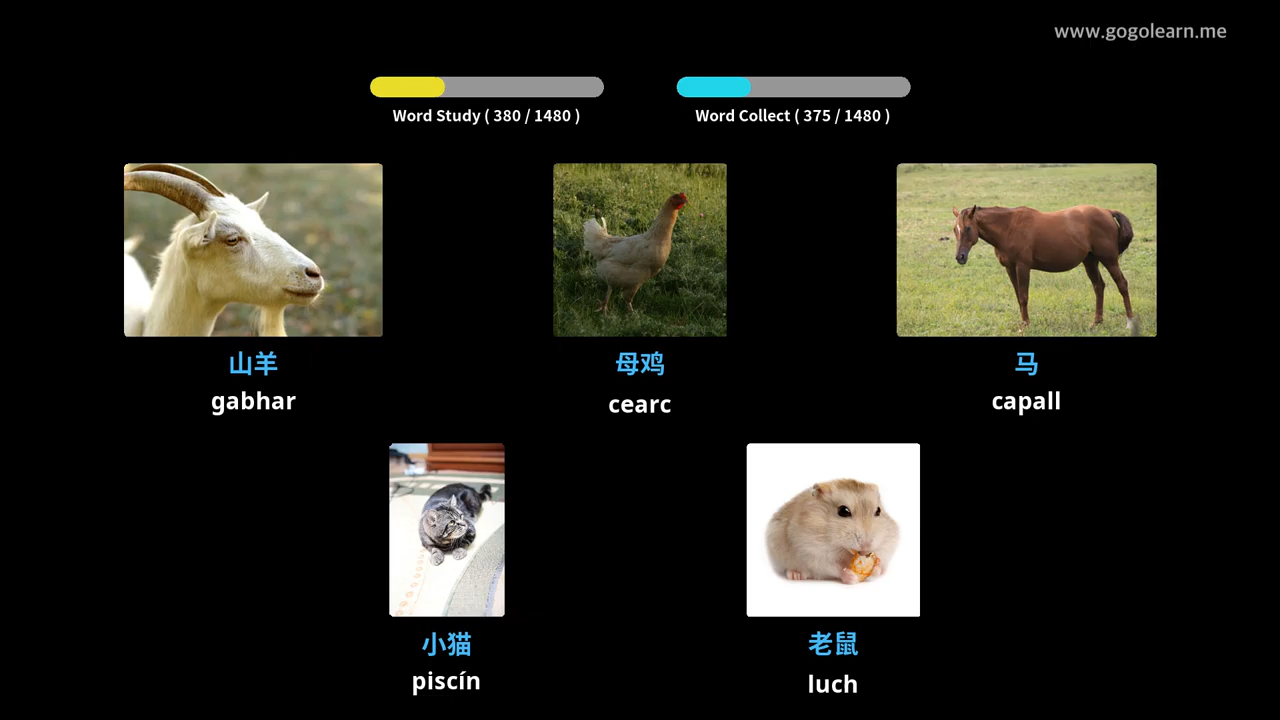 www.gogolearn.me
Word Study ( 380 / 1480 )
Word Collect ( 375 / 1480 )
山羊
gabhar
母鸡
cearc
马
capall
小猫
piscín
老鼠
luch